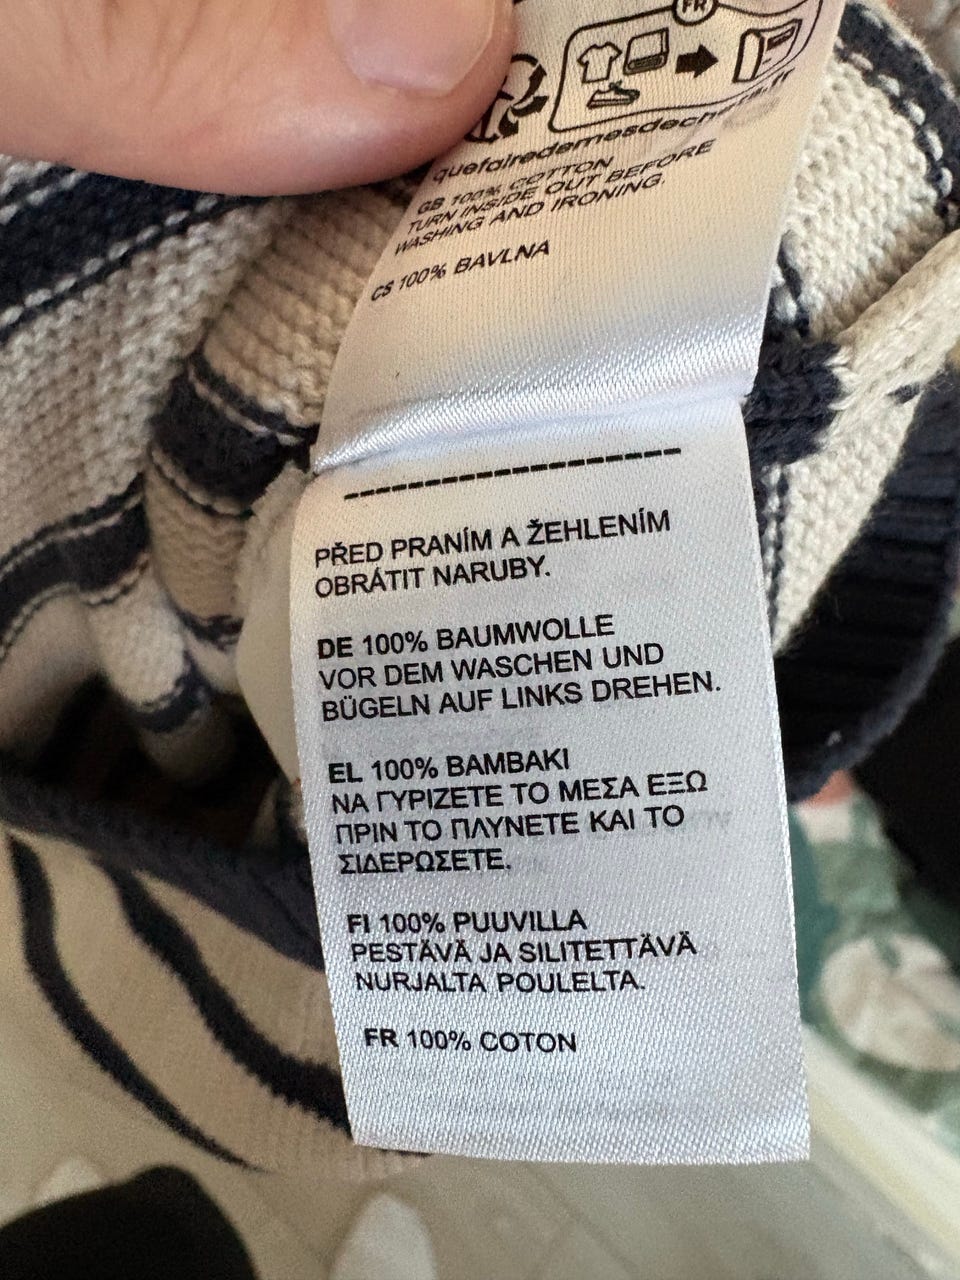 FR
quefairedemesdechets.fr
GB 100% COTTON
TURN INSIDE OUT BEFORE
WASHING AND IRONING.
CS 100% BAVLNA
PŘED PRANÍM A ŽEHLENÍM
OBRÁTIT NARUBY.
DE 100% BAUMWOLLE
VOR DEM WASCHEN UND
BÜGELN AUF LINKS DREHEN.
EL 100% ΒΑΜΒΑΚΙ
ΝΑ ΓΥΡΙΖΕΤΕ ΤΟ ΜΕΣΑ ΕΞΩ
ΠΡΙΝ ΤΟ ΠΛΥΝΕΤΕ ΚΑΙ ΤΟ
ΣΙΔΕΡΩΣΕΤΕ.
FI 100% PUUVILLA
PESTÄVÄ JA SILITETTÄVÄ
NURJALTA POULELTA.
FR 100% COTON